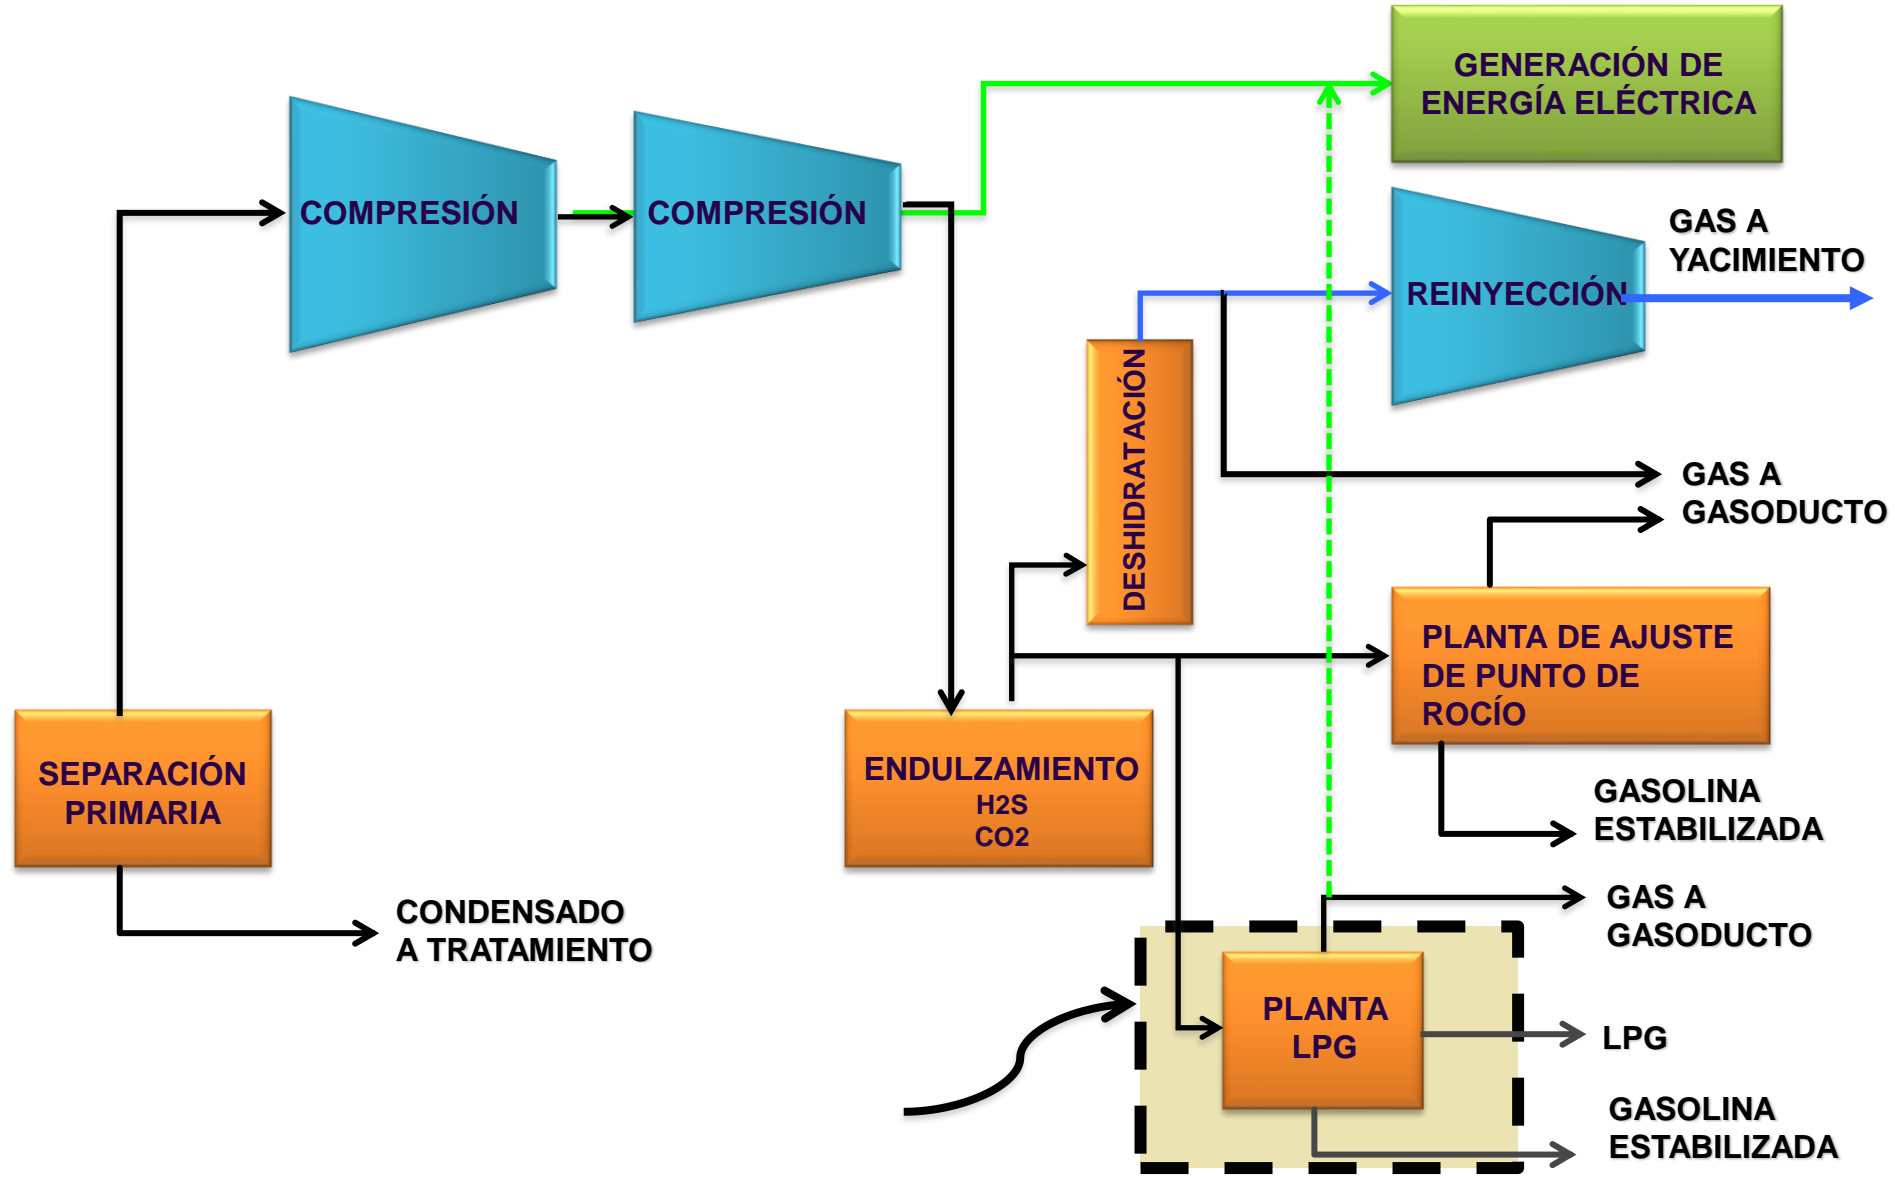 GENERACIÓN DE
ENERGÍA ELÉCTRICA
COMPRESIÓN
COMPRESIÓN
GAS A
YACIMIENTO
REINYECCIÓN
DESHIDRATACIÓN
GAS A
GASODUCTO
PLANTA DE AJUSTE
DE PUNTO DE
ROCÍO
SEPARACIÓN
PRIMARIA
ENDULZAMIENTO
H2S
CO2
GASOLINA
ESTABILIZADA
CONDENSADO
A TRATAMIENTO
GAS A
GASODUCTO
PLANTA
LPG
LPG
GASOLINA
ESTABILIZADA